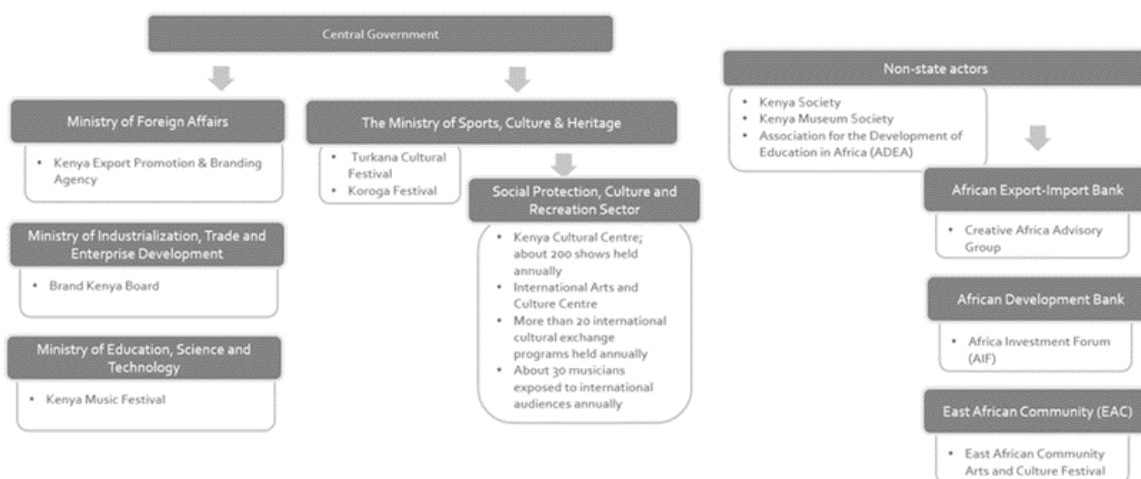 Central Government
Ministry of Foreign Affairs
• Kenya Export Promotion & Branding
Agency
Ministry of Industrialization, Trade and
Enterprise Development
• Brand Kenya Board
Ministry of Education, Science and
Technology
• Kenya Music Festival
The Ministry of Sports, Culture & Heritage
• Turkana Cultural
Festival
• Koroga Festival
Social Protection, Culture and
Recreation Sector
• Kenya Cultural Centre;
about 200 shows held
annually
• International Arts and
Culture Centre
• More than 20 international
cultural exchange
programs held annually
• About 30 musicians
exposed to international
audiences annually
Non-state actors
• Kenya Society
• Kenya Museum Society
• Association for the Development of
Education in Africa (ADEA)
African Export-Import Bank
• Creative Africa Advisory
Group
African Development Bank
• Africa Investment Forum
(AIF)
East African Community (EAC)
• East African Community
Arts and Culture Festival